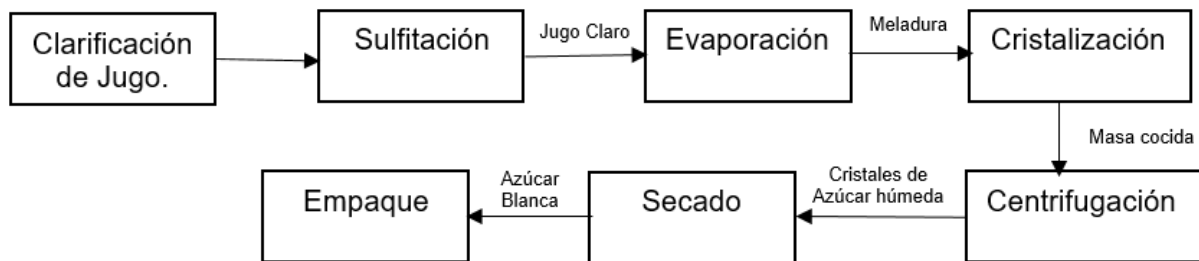 Clarificación
de Jugo.
Sulfitación
Jugo Claro
Evaporación
Meladura
Cristalización
Masa cocida
Centrifugación
Cristales de
Azúcar húmeda
Secado
Azúcar
Blanca
Empaque